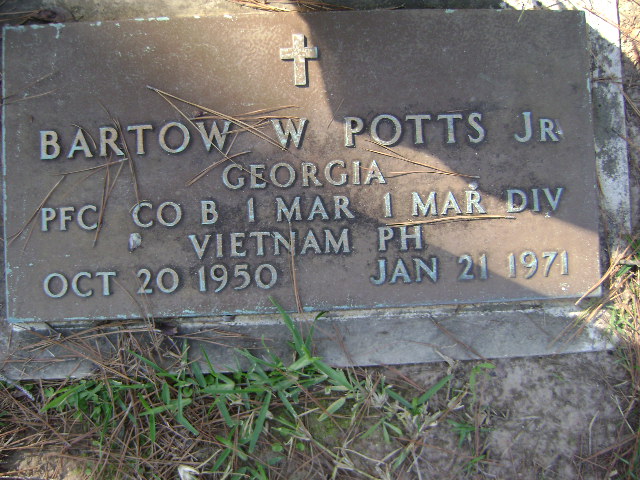 BARTOW W POTTS JR
GEORGIA
PFC CO B 1 MAR 1 MAR DIV
VIETNAM PH
OCT 20 1950 JAN 21 1971